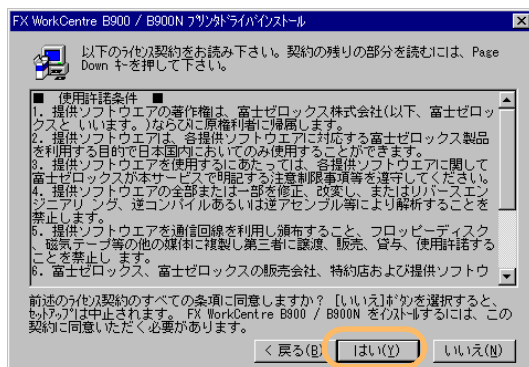 FX WorkCentre B900 / B900N プリンタドライバインストール
以下のライセンス契約をお読み下さい。契約の残りの部分を読むには、Page
Down キーを押して下さい。
■ 使用許諾条件 ■
1. 提供ソフトウエアの著作権は、富士ゼロックス株式会社(以下、富士ゼロッ
クスと いいます。)ならびに原権利者に帰属します。
2. 提供ソフトウエアは、各提供ソフトウエアに対応する富士ゼロックス製品
を利用する目的で日本国内においてのみ使用することができます。
3. 提供ソフトウエアを使用するにあたっては、各提供ソフトウエアに関して
富士ゼロックスが本サービスで明記する注意制限事項等を遵守してください。
4. 提供ソフトウエアの全部または一部を修正、改変し、またはリバースエン
ジニアリ ング、逆コンパイルあるいは逆アセンブル等により解析することを
禁止します。
5. 提供ソフトウエアを通信回線を利用し頒布すること、フロッピーディスク
、磁気テープ等の他の媒体に複製し第三者に譲渡、販売、貸与、使用許諾する
ことを禁止し ます。
6. 富士ゼロックス、富士ゼロックスの販売会社、特約店および提供ソフトウ
前述のライセンス契約のすべての条項に同意しますか？ [いいえ]ボタンを選択すると、
セットアップは中止されます。 FX WorkCentre B900 / B900N をインストールするには、この
契約に同意いただく必要があります。
< 戻る(B) はい(Y) いいえ(N)